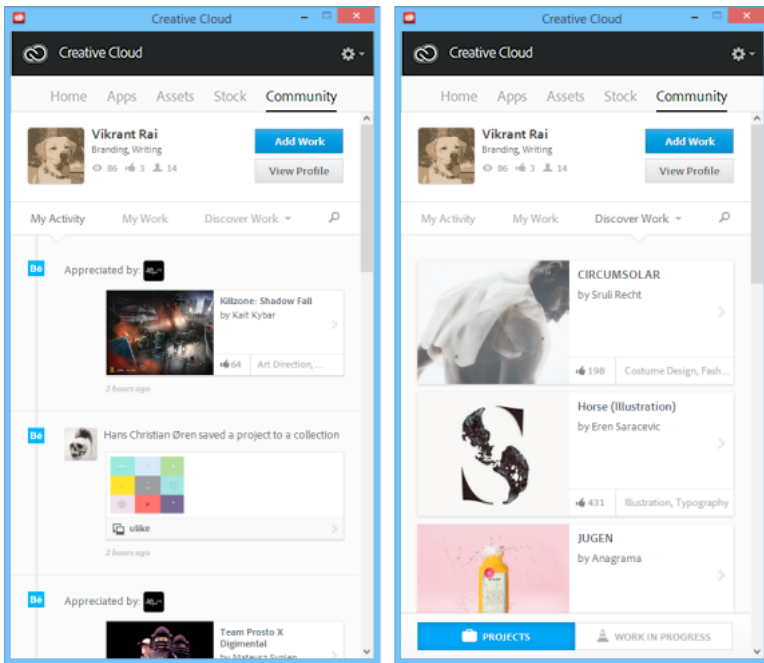 Creative Cloud
Creative Cloud
Home Apps Assets Stock Community
Vikrant Rai
Branding, Writing
86 3 14
Add Work
View Profile
My Activity My Work Discover Work
Bē Appreciated by:
Killzone: Shadow Fall
by Kait Kybar
64 Art Direction, ...
2 hours ago
Bē Hans Christian Øren saved a project to a collection
ulike
2 hours ago
Bē Appreciated by:
Team Prosto X
Digimental
by Mateusz
Creative Cloud
Creative Cloud
Home Apps Assets Stock Community
Vikrant Rai
Branding, Writing
86 3 14
Add Work
View Profile
My Activity My Work Discover Work
CIRCUMSOLAR
by Sruli Recht
198 Costume Design, Fash...
Horse (Illustration)
by Eren Saracevic
431 Illustration, Typography
JUGEN
by Anagrama
PROJECTS WORK IN PROGRESS